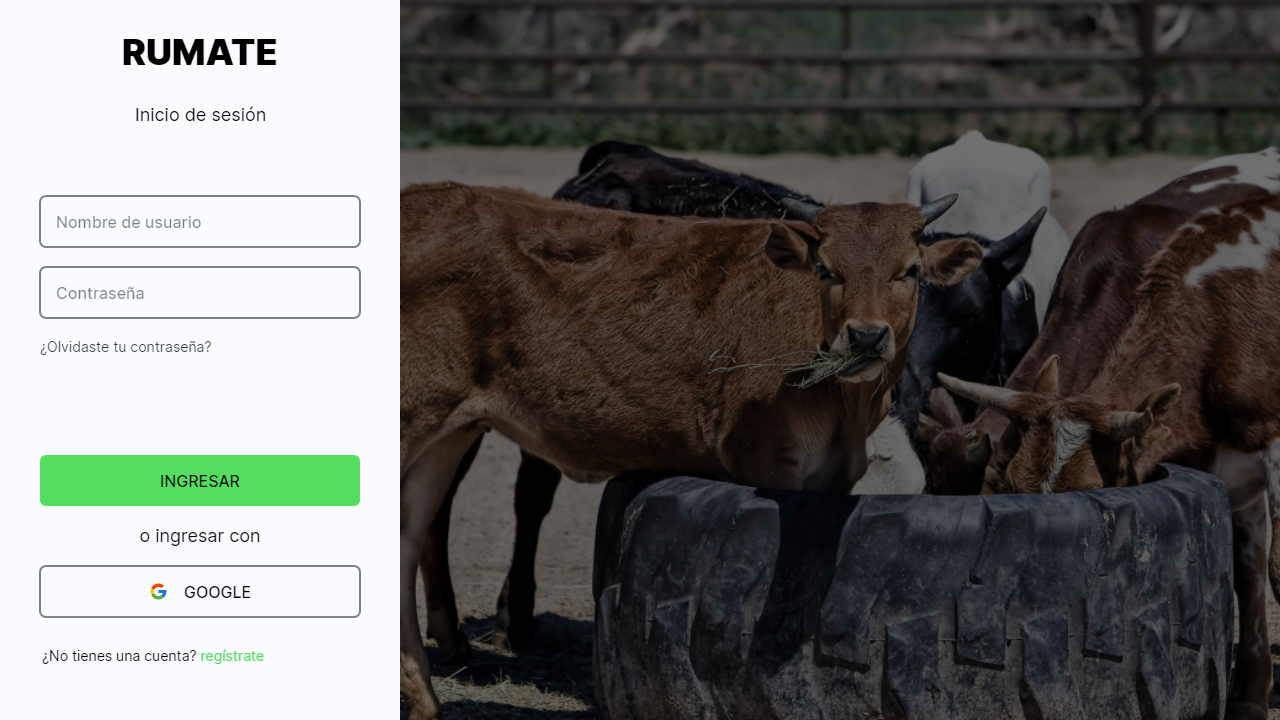 RUMATE
Inicio de sesión
Nombre de usuario
Contraseña
¿Olvidaste tu contraseña?
INGRESAR
o ingresar con
GOOGLE
¿No tienes una cuenta? regístrate